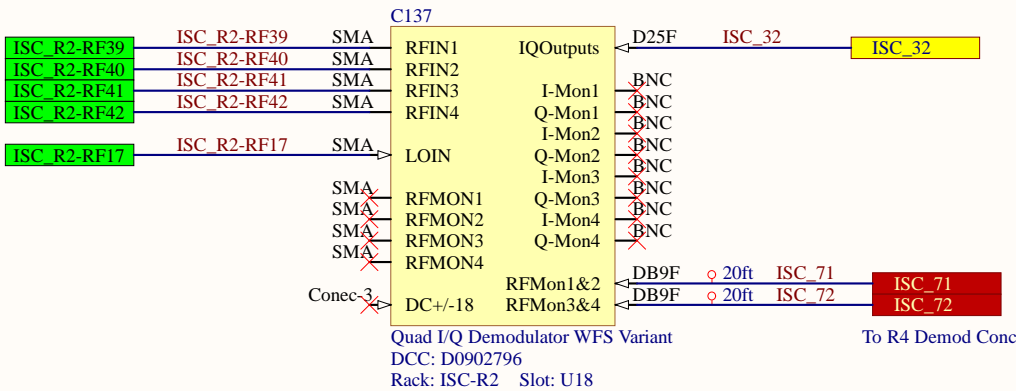 C137
ISC_R2-RF39 ISC_R2-RF39 SMA RFIN1 IQOutputs D25F ISC_32 ISC_32
ISC_R2-RF40 ISC_R2-RF40 SMA RFIN2
ISC_R2-RF41 ISC_R2-RF41 SMA RFIN3 I-Mon1 BNC
ISC_R2-RF42 ISC_R2-RF42 SMA RFIN4 Q-Mon1 BNC
I-Mon2 BNC
ISC_R2-RF17 ISC_R2-RF17 SMA LOIN Q-Mon2 BNC
I-Mon3 BNC
SMA RFMON1 Q-Mon3 BNC
SMA RFMON2 I-Mon4 BNC
SMA RFMON3 Q-Mon4 BNC
SMA RFMON4
RFMon1&2 DB9F 20ft ISC_71 ISC_71
Conec-3 DC+/-18 RFMon3&4 DB9F 20ft ISC_72 ISC_72
Quad I/Q Demodulator WFS Variant To R4 Demod Conc
DCC: D0902796
Rack: ISC-R2 Slot: U18